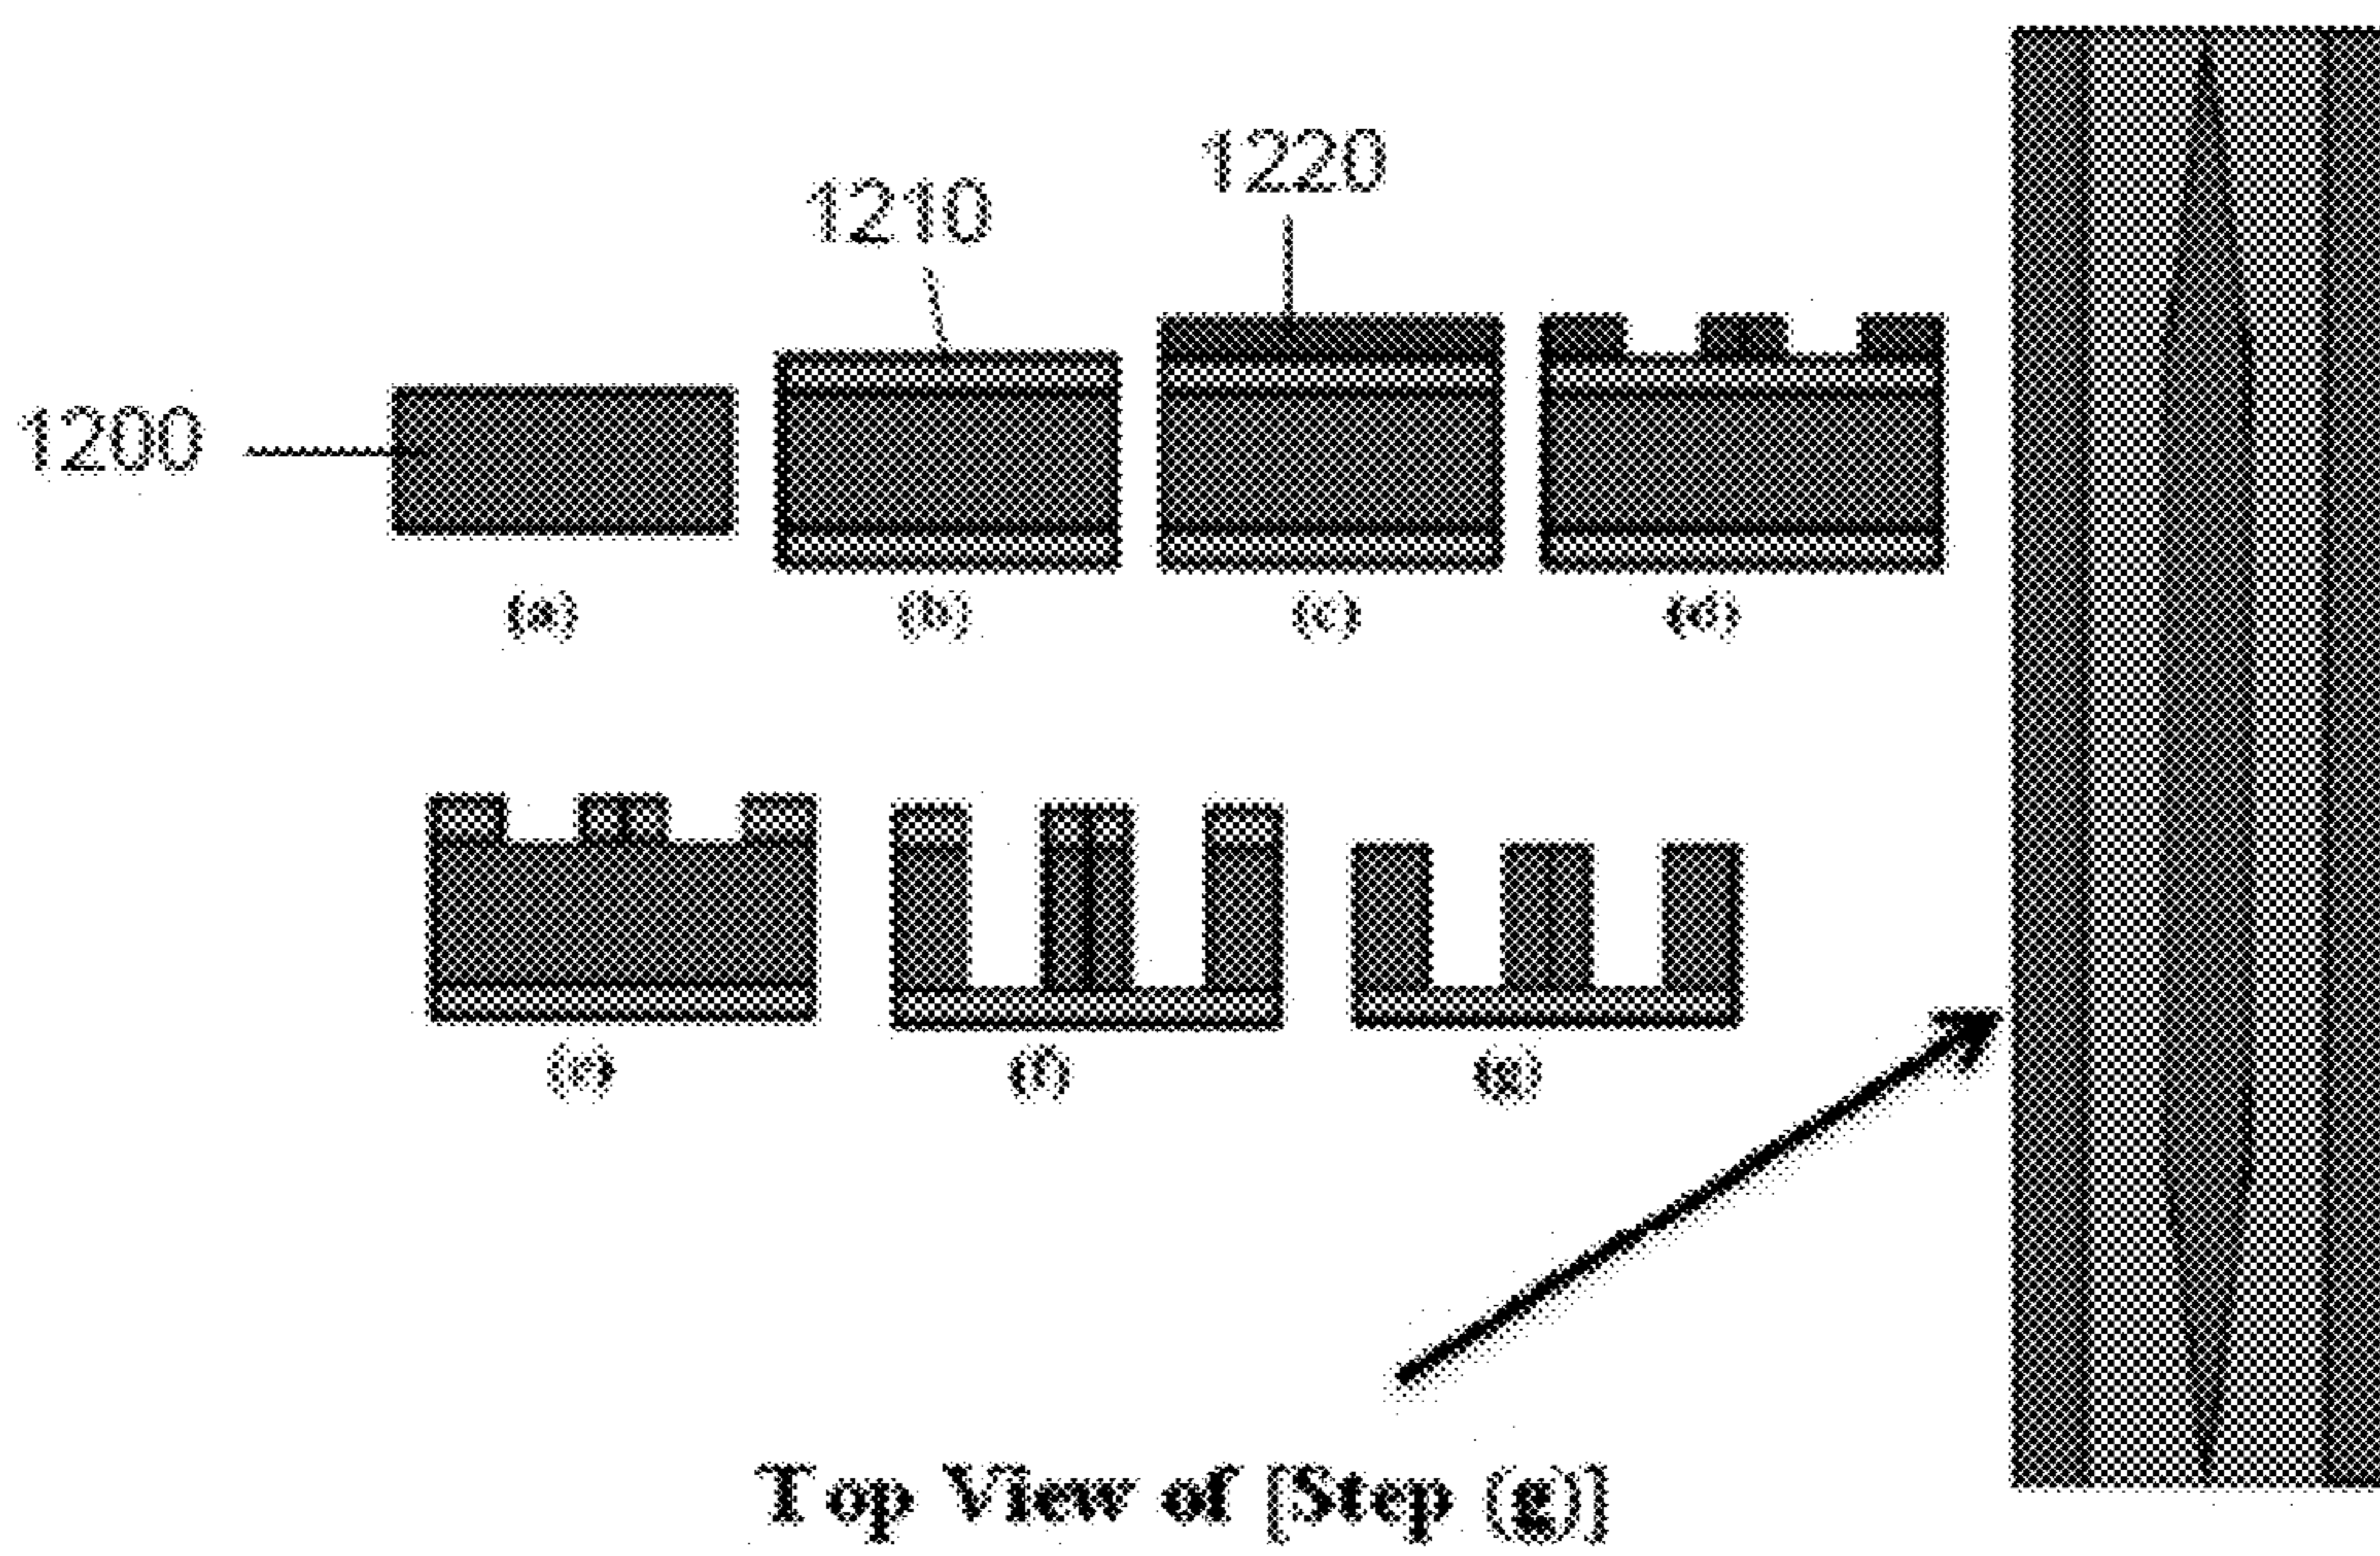 1220
1210
1200
(a) (b) (c) (d)
(e) (f) (g)
Top View of [Step (g)]